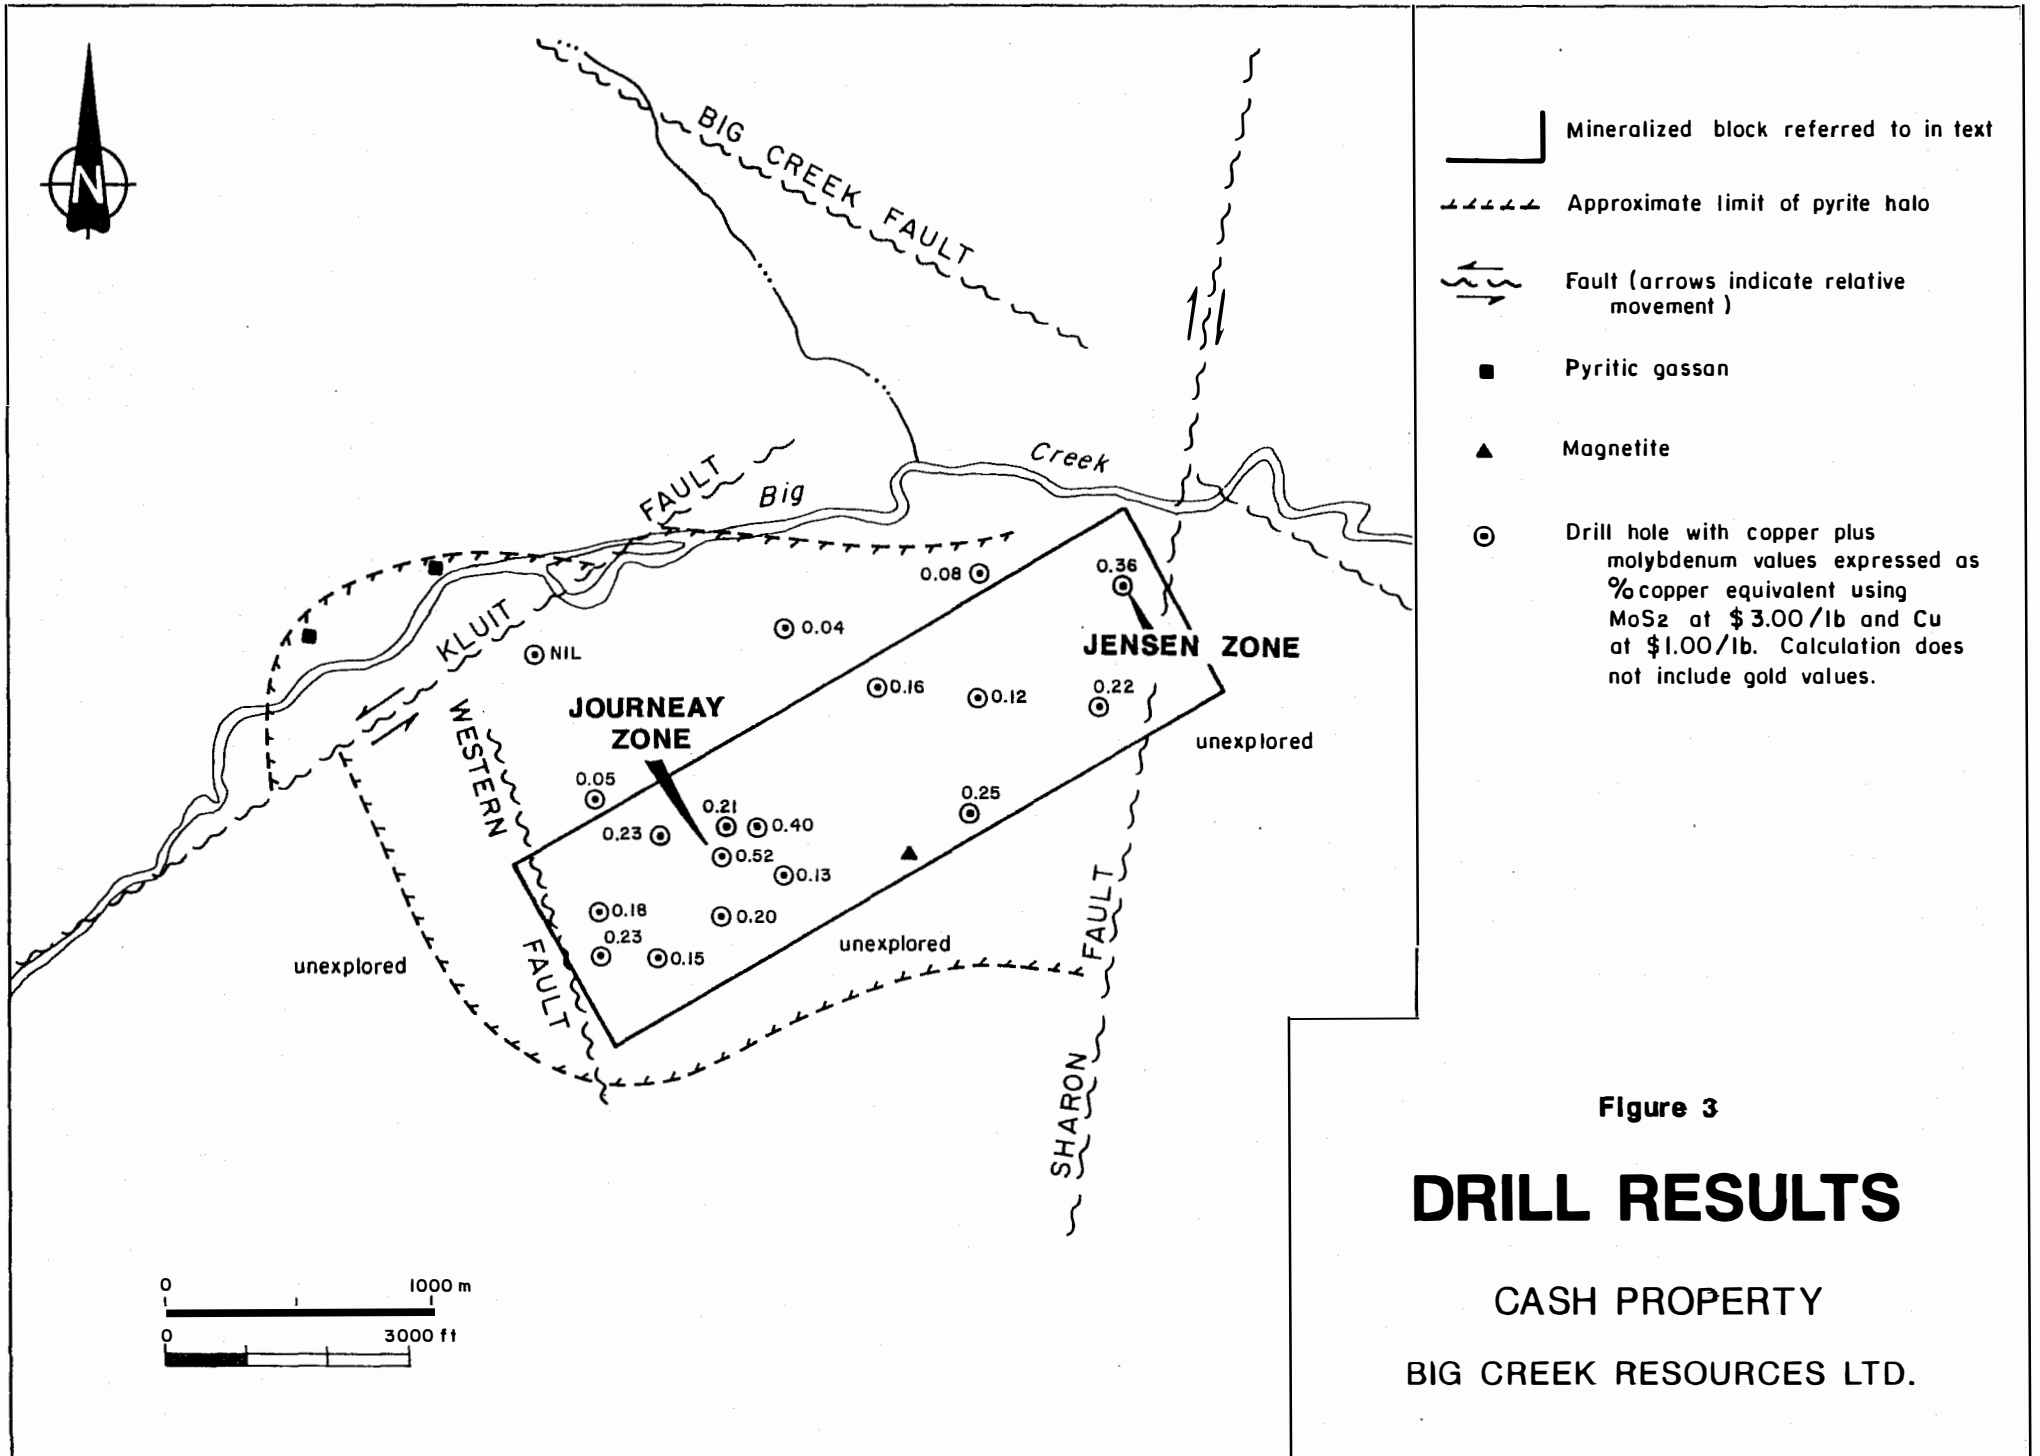 N
BIG CREEK FAULT
Creek
Big
KLUIT FAULT
0.08
0.36
0.04
NIL
JENSEN ZONE
0.16
0.12
0.22
JOURNEAY
ZONE
WESTERN FAULT
unexplored
0.05
0.21
0.40
0.23
0.25
0.52
0.13
0.18
0.20
0.23
0.15
unexplored
unexplored
SHARON FAULT
0 1000 m
0 3000 ft
Mineralized block referred to in text
Approximate limit of pyrite halo
Fault (arrows indicate relative
movement )
Pyritic gassan
Magnetite
Drill hole with copper plus
molybdenum values expressed as
% copper equivalent using
MoS2 at $3.00/lb and Cu
at $1.00/lb. Calculation does
not include gold values.
Figure 3
DRILL RESULTS
CASH PROPERTY
BIG CREEK RESOURCES LTD.